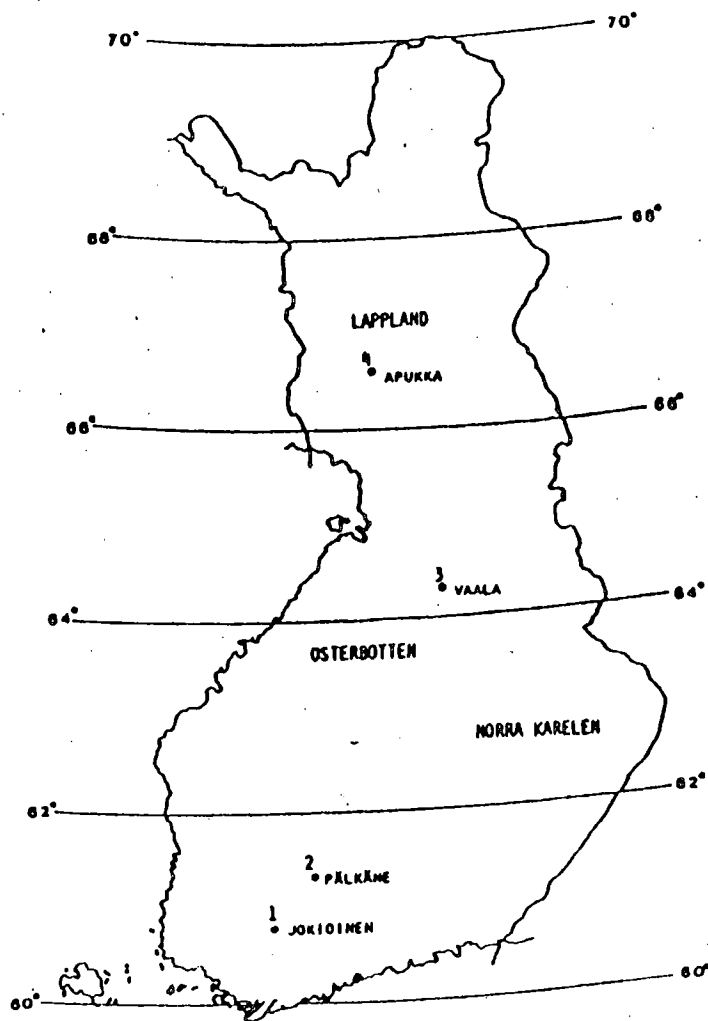 70°
70°
68°
68°
LAPPLAND
4
APUKKA
66°
66°
3
VAALA
64°
64°
OSTERBOTTEN
NORRA KARELEN
62°
62°
2
PÄLKÄNE
1
JOKIOINEN
60°
60°